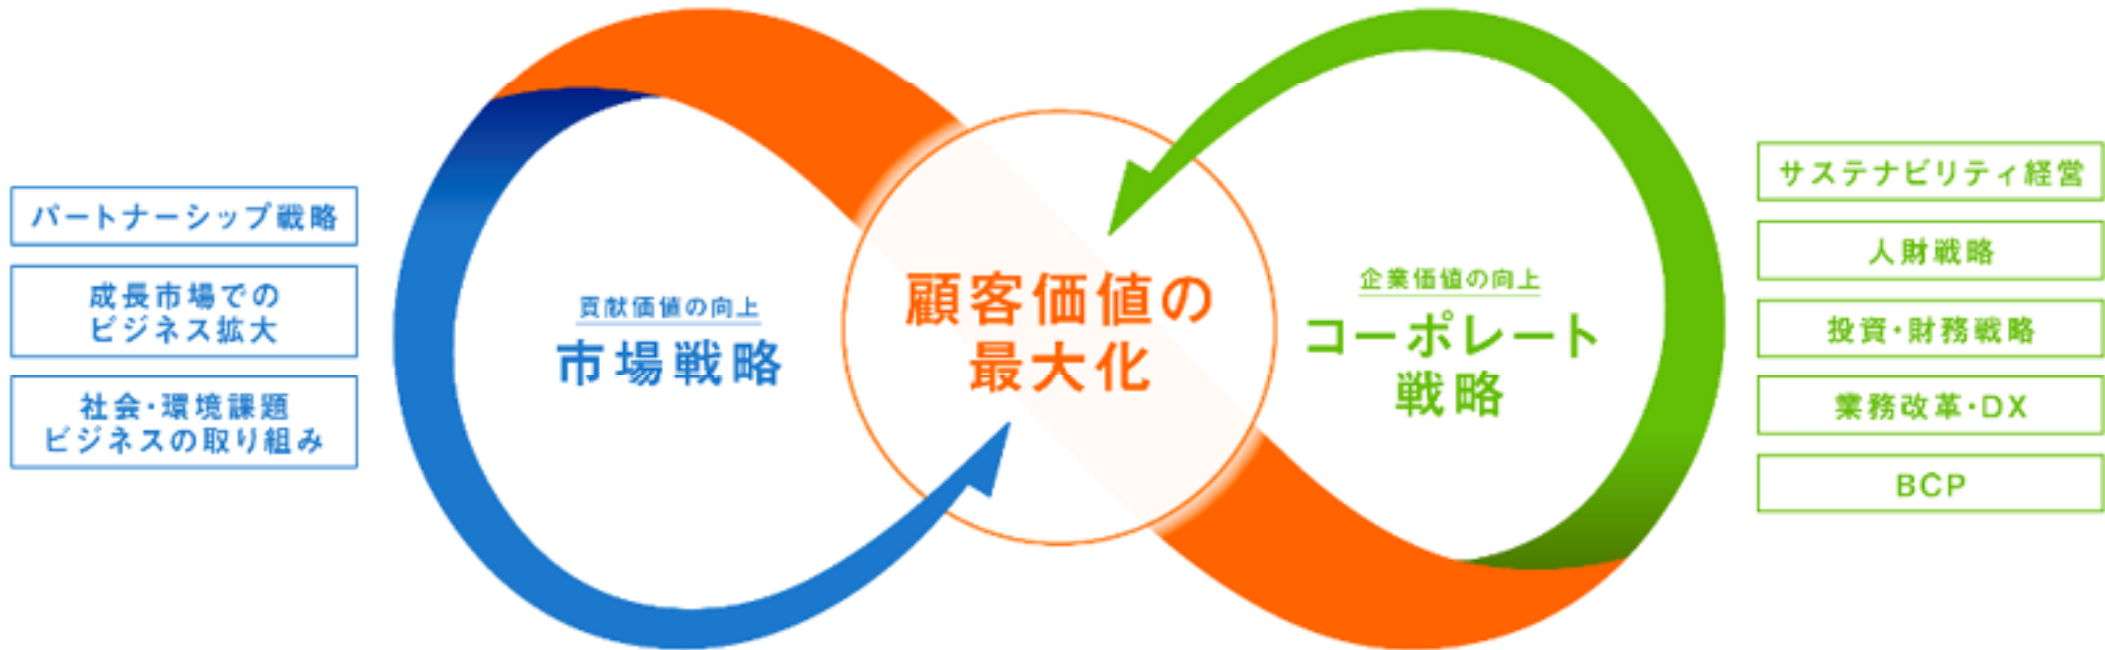 パートナーシップ戦略
成長市場での
ビジネス拡大
社会・環境課題
ビジネスの取り組み
貢献価値の向上
市場戦略
顧客価値の
最大化
企業価値の向上
コーポレート
戦略
サステナビリティ経営
人財戦略
投資・財務戦略
業務改革・DX
BCP